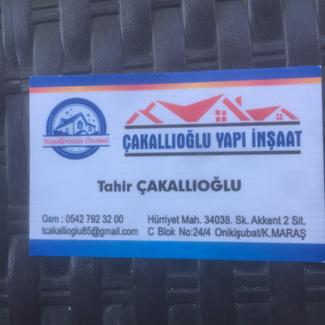 ÇAKALLIOĞLU YAPI İNŞAAT
Tahir ÇAKALLIOĞLU
Gsm : 0542 792 32 00
tcakallioglu85@gmail.com
Hürriyet Mah. 34038. Sk. Akkent 2 Sit.
C Blok No:24/4 Onikişubat/K.MARAŞ